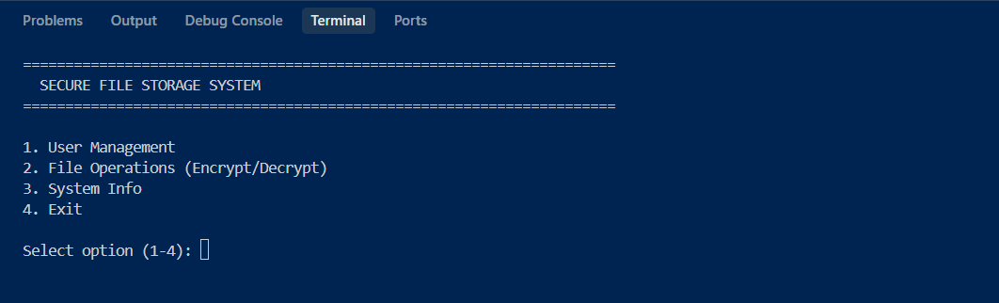 Problems Output Debug Console Terminal Ports
======================================================================
SECURE FILE STORAGE SYSTEM
======================================================================
1. User Management
2. File Operations (Encrypt/Decrypt)
3. System Info
4. Exit
Select option (1-4):